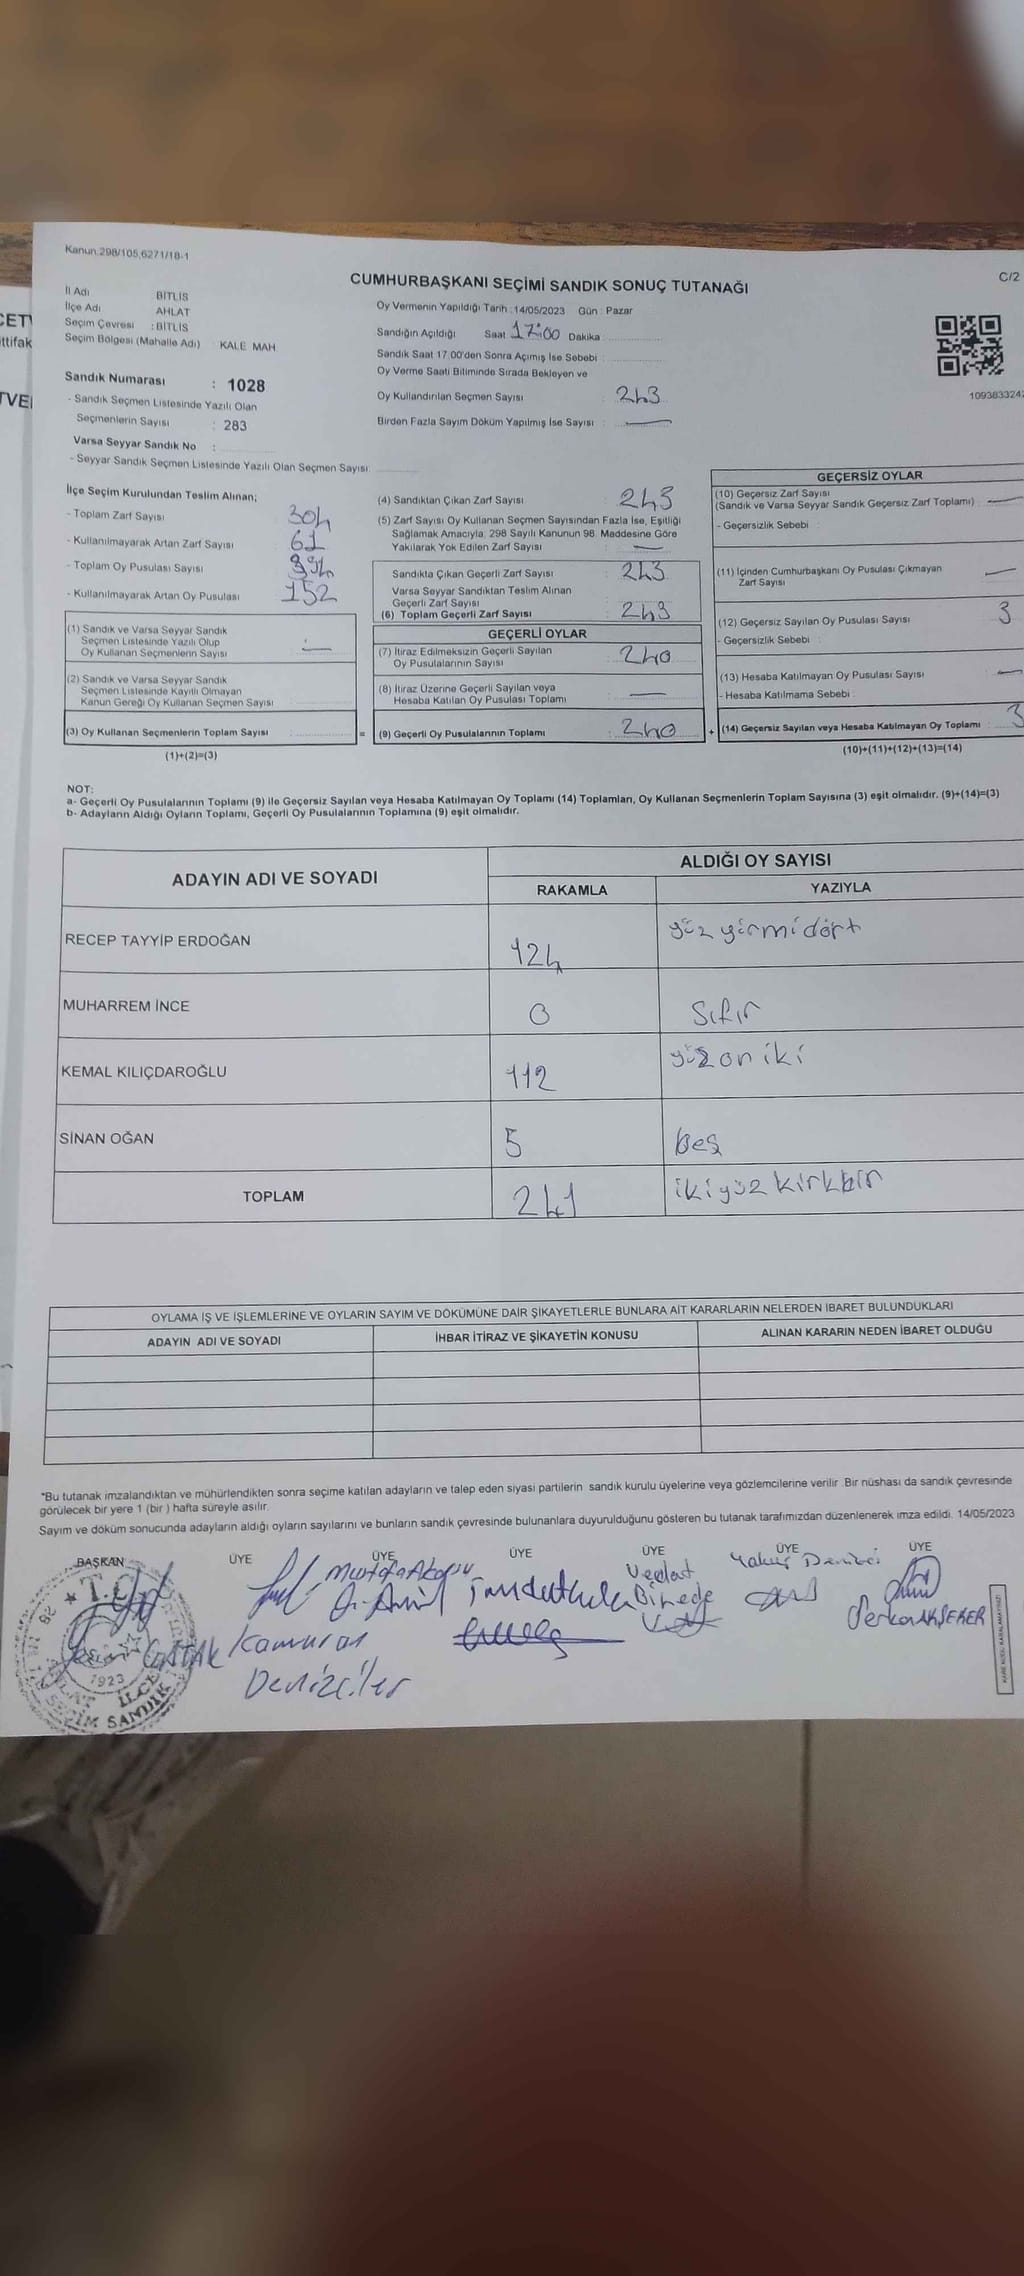 Kanun.298/105,6271/18-1
C/2
CUMHURBAŞKANI SEÇİMİ SANDIK SONUÇ TUTANAĞI
İl Adı BİTLİS
İlçe Adı AHLAT
Seçim Çevresi : BİTLİS
Seçim Bölgesi (Mahalle Adı) : KALE MAH
Sandık Numarası : 1028
- Sandık Seçmen Listesinde Yazılı Olan
Seçmenlerin Sayısı : 283
Varsa Seyyar Sandık No :
- Seyyar Sandık Seçmen Listesinde Yazılı Olan Seçmen Sayısı:
Oy Vermenin Yapıldığı Tarih : 14/05/2023 Gün : Pazar
Sandığın Açıldığı Saat 17:00 Dakika
Sandık Saat 17.00'den Sonra Açımış İse Sebebi :
Oy Verme Saati Bitiminde Sırada Bekleyen ve
Oy Kullandırılan Seçmen Sayısı : 243
Birden Fazla Sayım Döküm Yapılmış İse Sayısı : —
109383324
İlçe Seçim Kurulundan Teslim Alınan;
- Toplam Zarf Sayısı : 304
- Kullanılmayarak Artan Zarf Sayısı : 61
- Toplam Oy Pusulası Sayısı :
- Kullanılmayarak Artan Oy Pusulası : 152
(1) Sandık ve Varsa Seyyar Sandık
Seçmen Listesinde Yazılı Olup
Oy Kullanan Seçmenlerin Sayısı : —
(2) Sandık ve Varsa Seyyar Sandık
Seçmen Listesinde Kayıtlı Olmayan
Kanun Gereği Oy Kullanan Seçmen Sayısı :
(3) Oy Kullanan Seçmenlerin Toplam Sayısı :
(1)+(2)=(3)
(4) Sandıktan Çıkan Zarf Sayısı : 243
(5) Zarf Sayısı Oy Kullanan Seçmen Sayısından Fazla İse, Eşitliği
Sağlamak Amacıyla; 298 Sayılı Kanunun 98. Maddesine Göre
Yakılarak Yok Edilen Zarf Sayısı : —
Sandıkta Çıkan Geçerli Zarf Sayısı : 243
Varsa Seyyar Sandıktan Teslim Alınan
Geçerli Zarf Sayısı
(6) Toplam Geçerli Zarf Sayısı : 243
GEÇERLİ OYLAR
(7) İtiraz Edilmeksizin Geçerli Sayılan
Oy Pusulalarının Sayısı : 240
(8) İtiraz Üzerine Geçerli Sayılan veya
Hesaba Katılan Oy Pusulası Toplamı : —
= (9) Geçerli Oy Pusulalarının Toplamı : 240
GEÇERSİZ OYLAR
(10) Geçersiz Zarf Sayısı
(Sandık ve Varsa Seyyar Sandık Geçersiz Zarf Toplamı) : —
- Geçersizlik Sebebi :
(11) İçinden Cumhurbaşkanı Oy Pusulası Çıkmayan
Zarf Sayısı : —
(12) Geçersiz Sayılan Oy Pusulası Sayısı : 3
- Geçersizlik Sebebi :
(13) Hesaba Katılmayan Oy Pusulası Sayısı : —
- Hesaba Katılmama Sebebi :
+ (14) Geçersiz Sayılan veya Hesaba Katılmayan Oy Toplamı : 3
(10)+(11)+(12)+(13)=(14)
NOT:
a- Geçerli Oy Pusulalarının Toplamı (9) ile Geçersiz Sayılan veya Hesaba Katılmayan Oy Toplamı (14) Toplamları, Oy Kullanan Seçmenlerin Toplam Sayısına (3) eşit olmalıdır. (9)+(14)=(3)
b- Adayların Aldığı Oyların Toplamı, Geçerli Oy Pusulalarının Toplamına (9) eşit olmalıdır.
ADAYIN ADI VE SOYADI
ALDIĞI OY SAYISI
RAKAMLA YAZIYLA
RECEP TAYYİP ERDOĞAN 124 yüz yirmi dört
MUHARREM İNCE 0 Sıfır
KEMAL KILIÇDAROĞLU 112 yüz on iki
SİNAN OĞAN 5 beş
TOPLAM 241 iki yüz kırkbir
OYLAMA İŞ VE İŞLEMLERİNE VE OYLARIN SAYIM VE DÖKÜMÜNE DAİR ŞİKAYETLERLE BUNLARA AİT KARARLARIN NELERDEN İBARET BULUNDUKLARI
ADAYIN ADI VE SOYADI İHBAR İTİRAZ VE ŞİKAYETİN KONUSU ALINAN KARARIN NEDEN İBARET OLDUĞU
*Bu tutanak imzalandıktan ve mühürlendikten sonra seçime katılan adayların ve talep eden siyasi partilerin sandık kurulu üyelerine veya gözlemcilerine verilir. Bir nüshası da sandık çevresinde
görülecek bir yere 1 (bir) hafta süreyle asılır.
Sayım ve döküm sonucunda adayların aldığı oyların sayılarını ve bunların sandık çevresinde bulunanlara duyurulduğunu gösteren bu tutanak tarafımızdan düzenlenerek imza edildi. 14/05/2023
BAŞKAN ÜYE ÜYE ÜYE ÜYE ÜYE ÜYE
Kamuran
Denizciler
Vedat
T.C.
1923